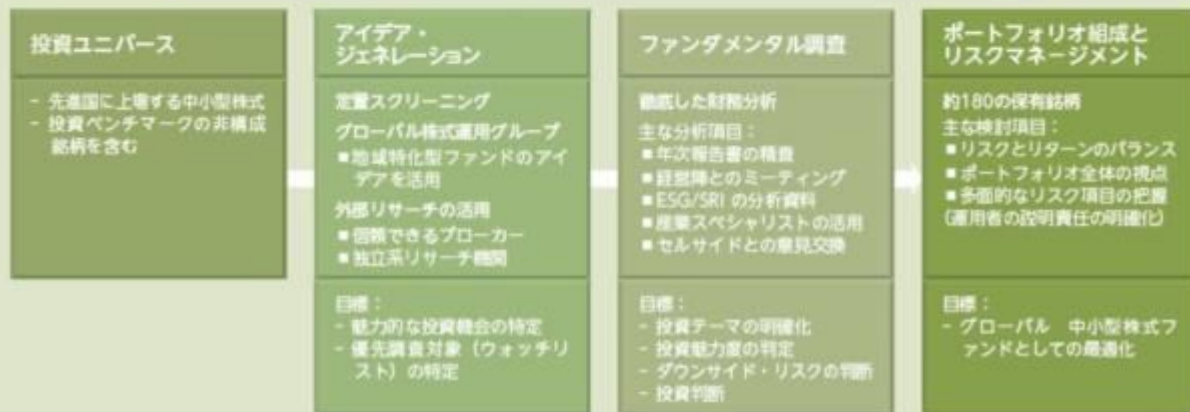 投資ユニバース
- 先進国に上場する中小型株式
- 投資ベンチマークの非構成
銘柄を含む
アイデア・
ジェネレーション
定量スクリーニング
グローバル株式運用グループ
■地域特化型ファンドのアイ
デアを活用
外部リサーチの活用
■信頼できるブローカー
■独立系リサーチ機関
目標：
- 魅力的な投資機会の特定
- 優先調査対象（ウォッチリ
スト）の特定
ファンダメンタル調査
徹底した財務分析
主な分析項目：
■年次報告書の精査
■経営陣とのミーティング
■ESG/SRI の分析資料
■産業スペシャリストの活用
■セルサイドとの意見交換
目標：
- 投資テーマの明確化
- 投資魅力度の判定
- ダウンサイド・リスクの判断
- 投資判断
ポートフォリオ組成と
リスクマネージメント
約180の保有銘柄
主な検討項目：
■リスクとリターンのバランス
■ポートフォリオ全体の視点
■多面的なリスク項目の把握
（運用者の説明責任の明確化）
目標：
- グローバル　中小型株式フ
ァンドとしての最適化